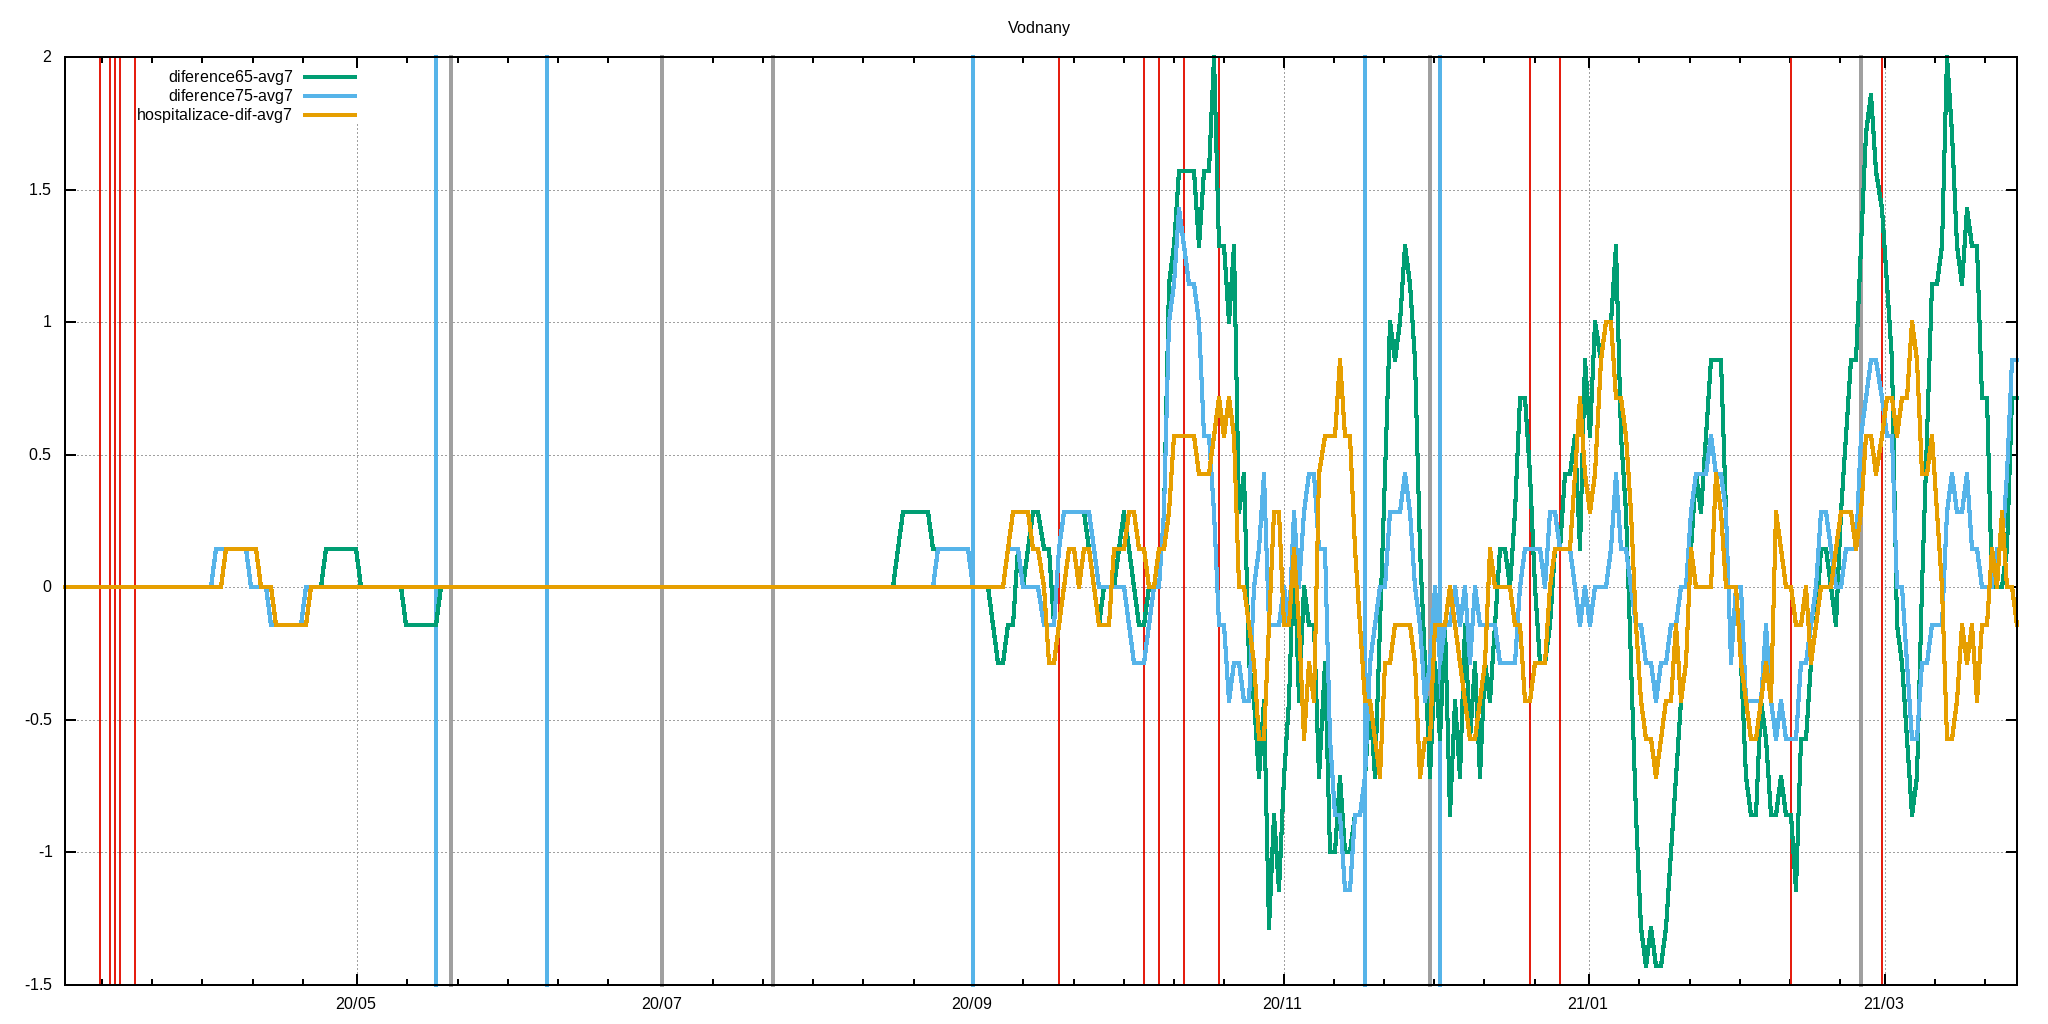 Vodnany
diference65-avg7
diference75-avg7
hospitalizace-dif-avg7
2
1.5
1
0.5
0
-0.5
-1
-1.5
20/05 20/07 20/09 20/11 21/01 21/03